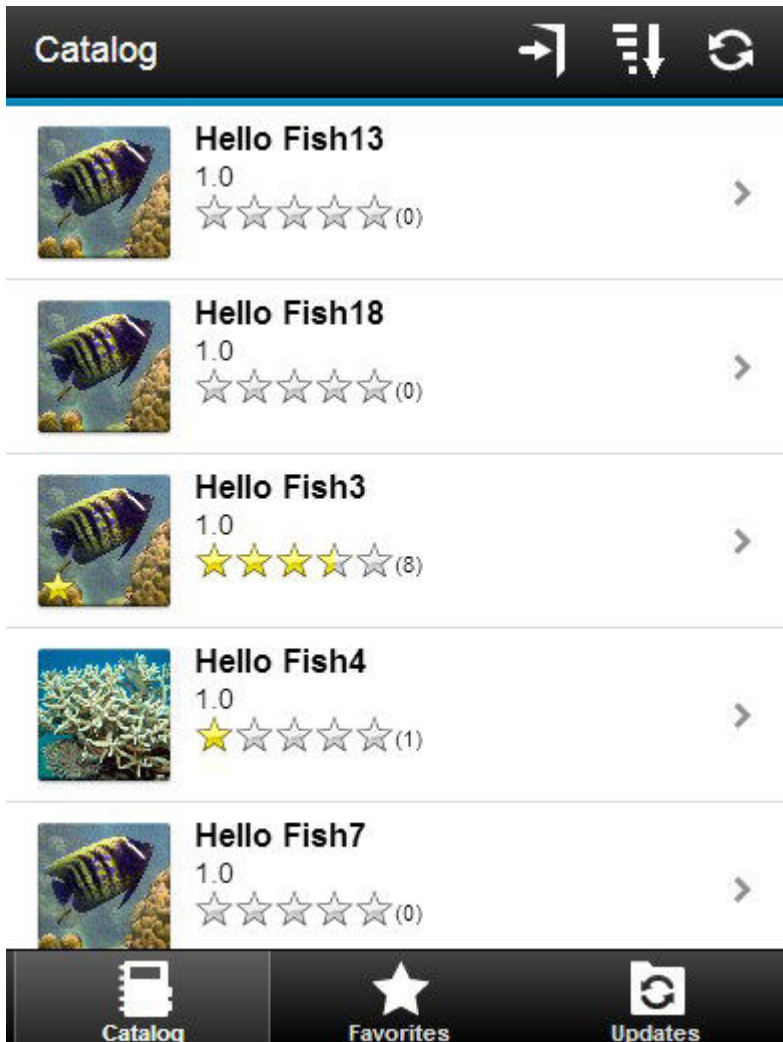 Catalog
Hello Fish13
1.0
(0)
Hello Fish18
1.0
(0)
Hello Fish3
1.0
(8)
Hello Fish4
1.0
(1)
Hello Fish7
1.0
(0)
Catalog Favorites Updates